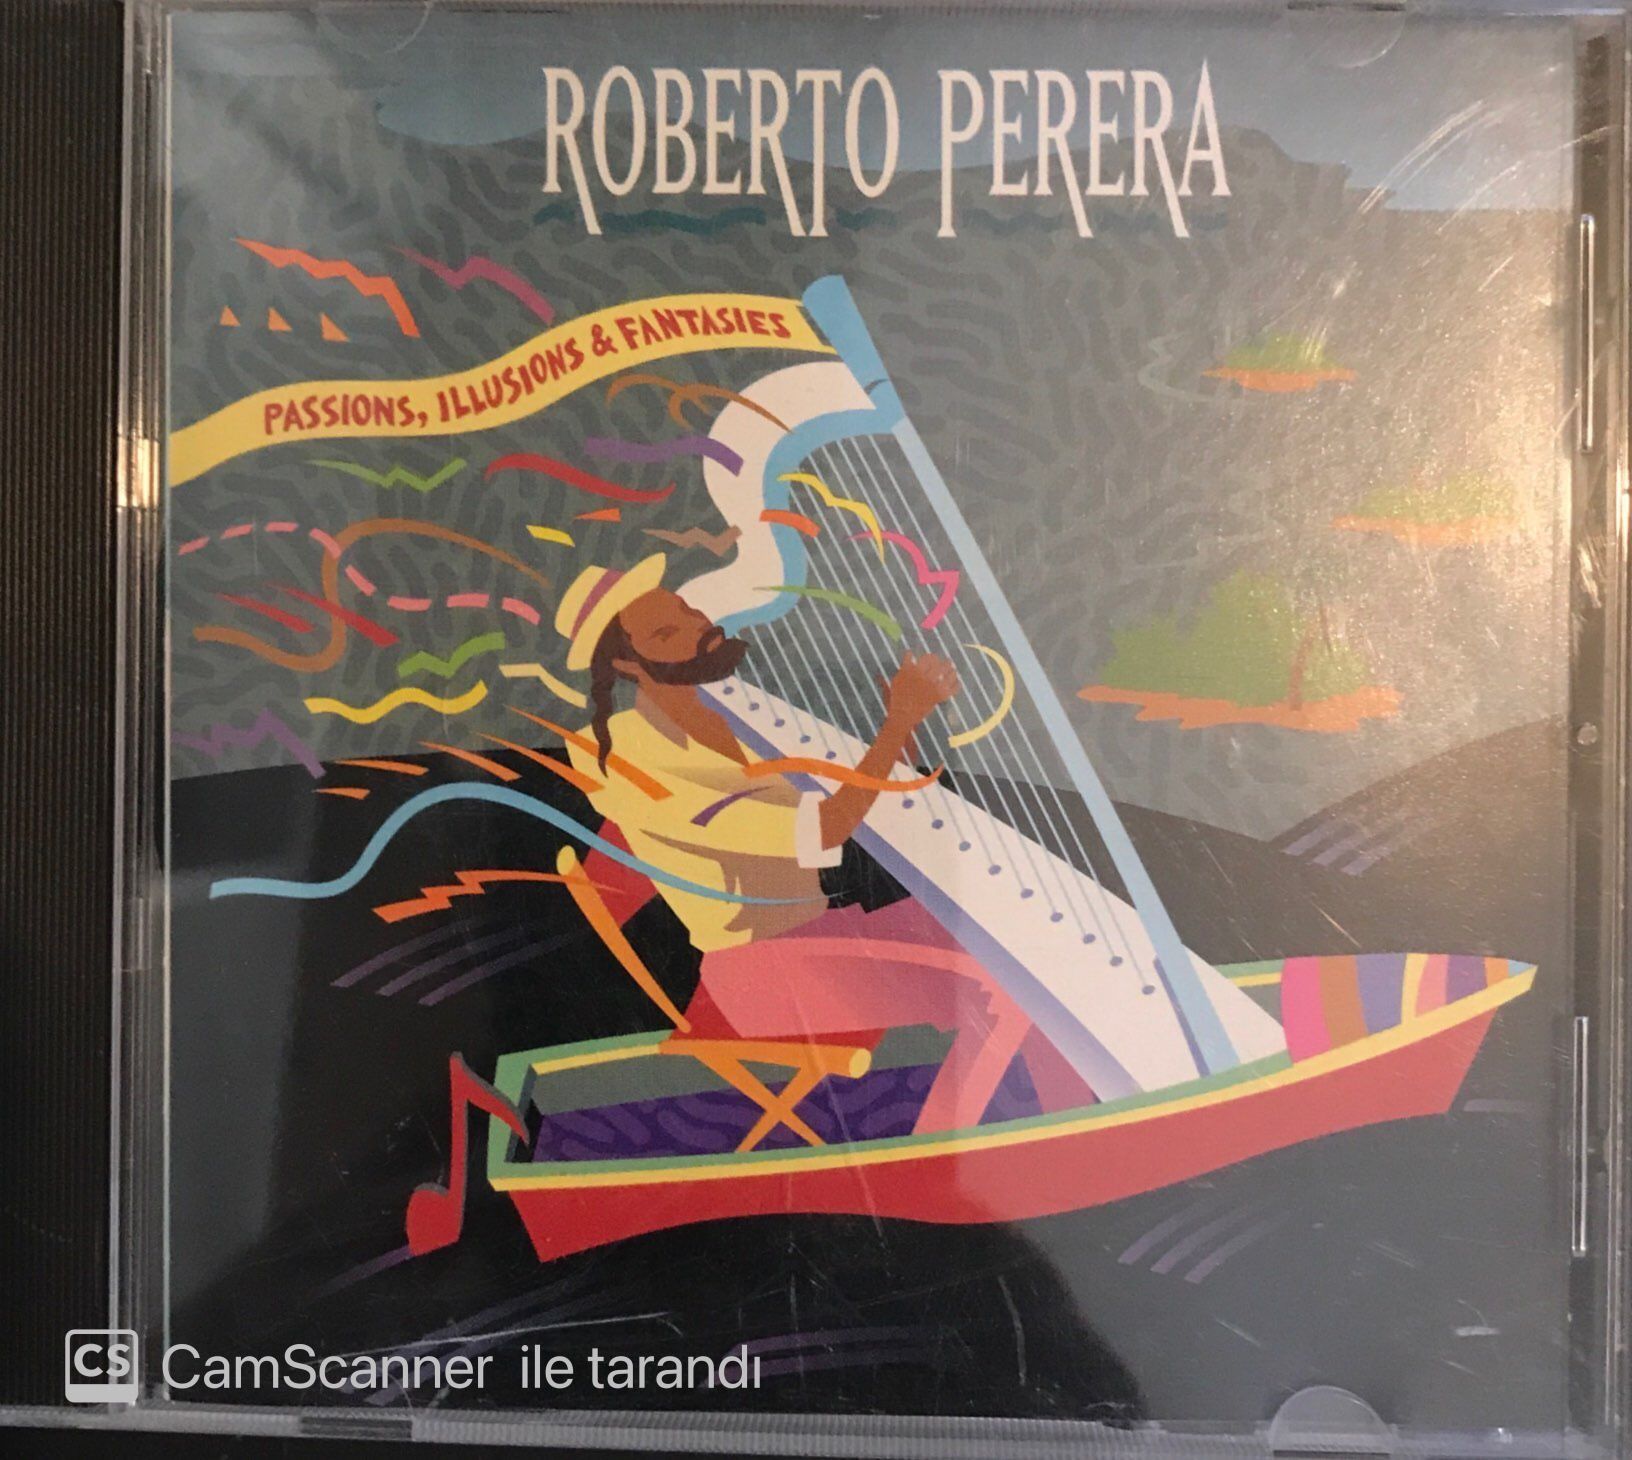 ROBERTO PERERA
PASSIONS, ILLUSIONS & FANTASIES
CS CamScanner ile tarandı